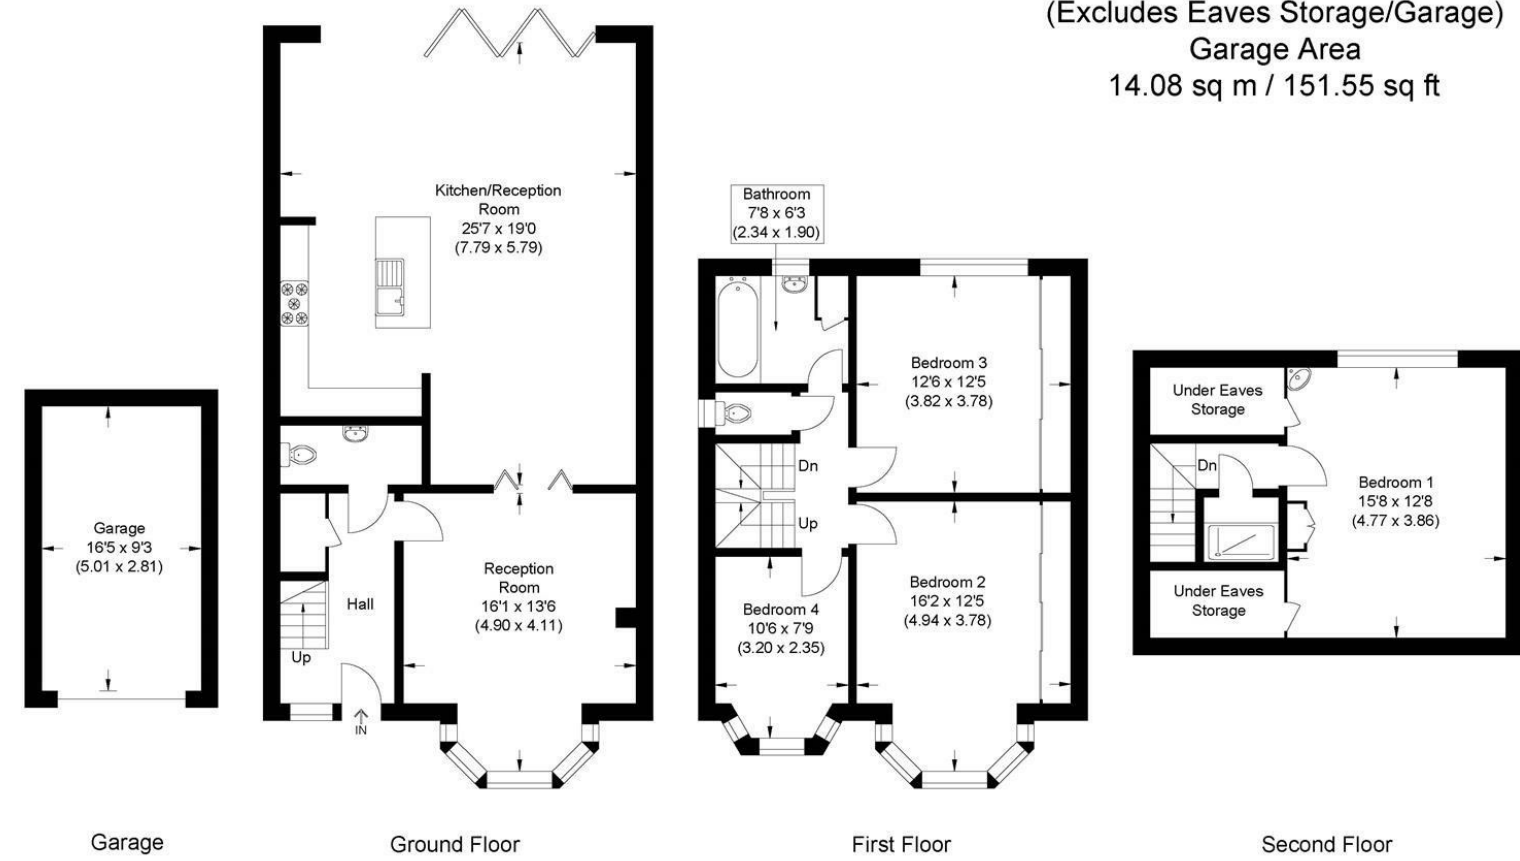 (Excludes Eaves Storage/Garage)
Garage Area
14.08 sq m / 151.55 sq ft
Kitchen/Reception
Room
25'7 x 19'0
(7.79 x 5.79)
Garage
16'5 x 9'3
(5.01 x 2.81)
Hall
Up
IN
Reception
Room
16'1 x 13'6
(4.90 x 4.11)
Bathroom
7'8 x 6'3
(2.34 x 1.90)
Bedroom 3
12'6 x 12'5
(3.82 x 3.78)
Dn
Up
Bedroom 2
16'2 x 12'5
(4.94 x 3.78)
Bedroom 4
10'6 x 7'9
(3.20 x 2.35)
Under Eaves
Storage
Dn
Bedroom 1
15'8 x 12'8
(4.77 x 3.86)
Under Eaves
Storage
Garage
Ground Floor
First Floor
Second Floor